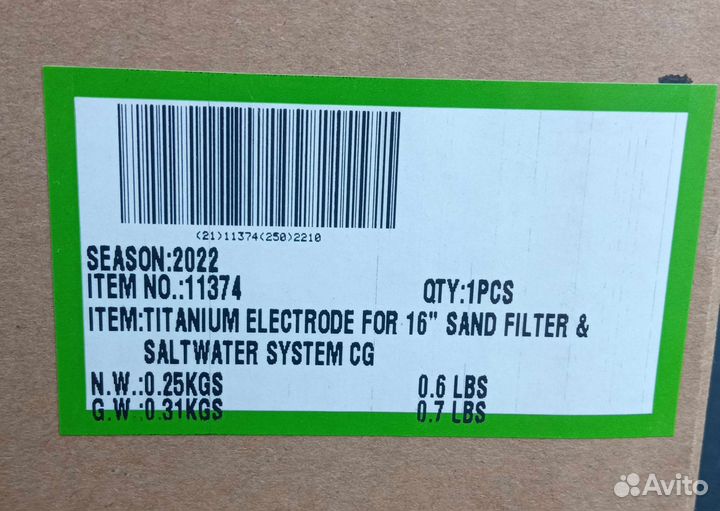 (21)11374(250)2210
SEASON:2022
ITEM NO.:11374 QTY:1PCS
ITEM:TITANIUM ELECTRODE FOR 16" SAND FILTER &
SALTWATER SYSTEM CG
N.W.:0.25KGS 0.6 LBS
G.W.:0.31KGS 0.7 LBS
Avito